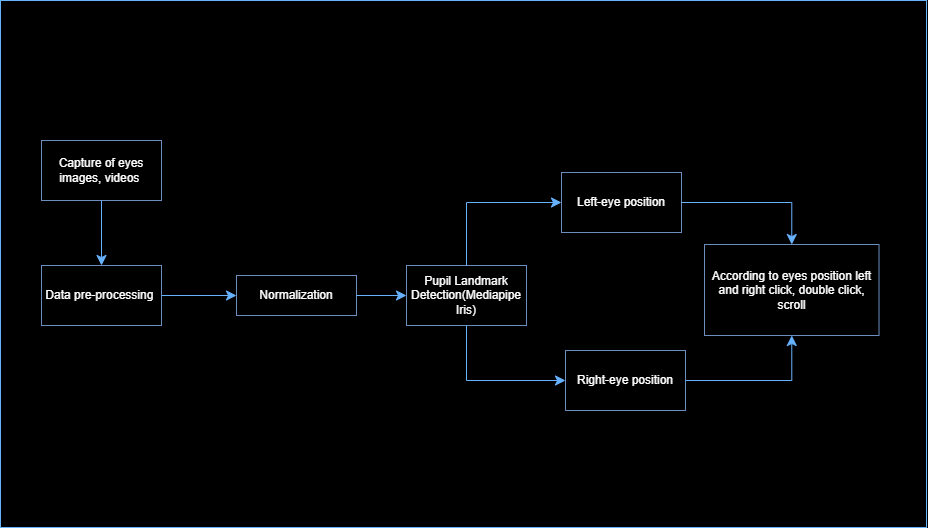 Capture of eyes
images, videos
Data pre-processing
Normalization
Pupil Landmark
Detection(Mediapipe
Iris)
Left-eye position
Right-eye position
According to eyes position left
and right click, double click,
scroll